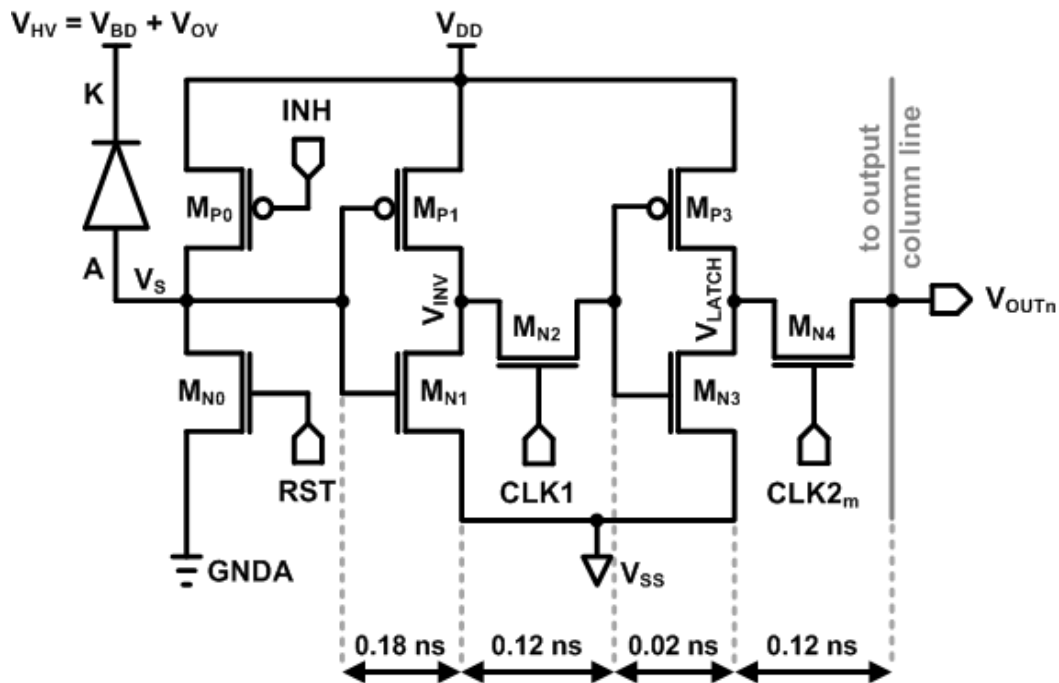 V_HV = V_BD + V_OV
V_DD
K
INH
M_P0
M_P1
M_P3
to output
column line
A
V_S
V_INV
M_N2
V_LATCH
M_N4
V_OUTn
M_N0
M_N1
M_N3
RST
CLK1
CLK2_m
GNDA
V_SS
0.18 ns
0.12 ns
0.02 ns
0.12 ns